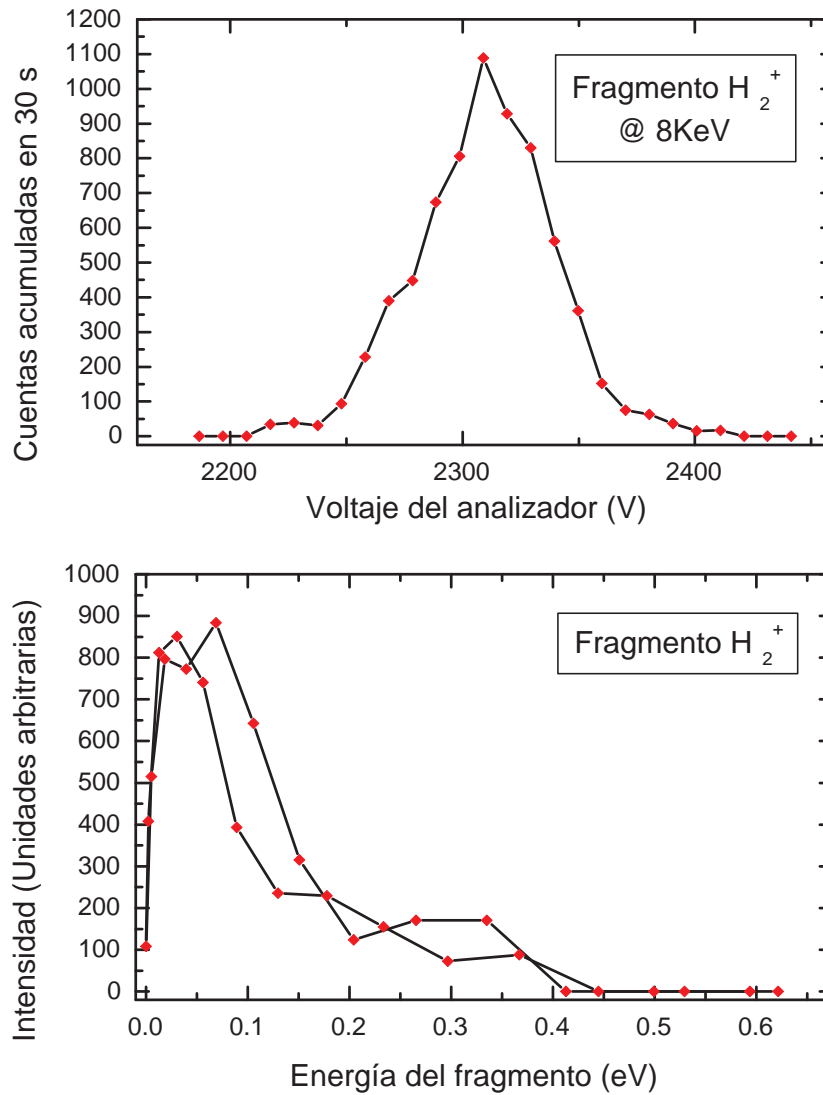 1200
1100
1000
900
800
700
600
500
400
300
200
100
0
Cuentas acumuladas en 30 s
Fragmento H₂⁺
@ 8KeV
2200 2300 2400
Voltaje del analizador (V)
1000
900
800
700
600
500
400
300
200
100
0
Intensidad (Unidades arbitrarias)
Fragmento H₂⁺
0.0 0.1 0.2 0.3 0.4 0.5 0.6
Energía del fragmento (eV)